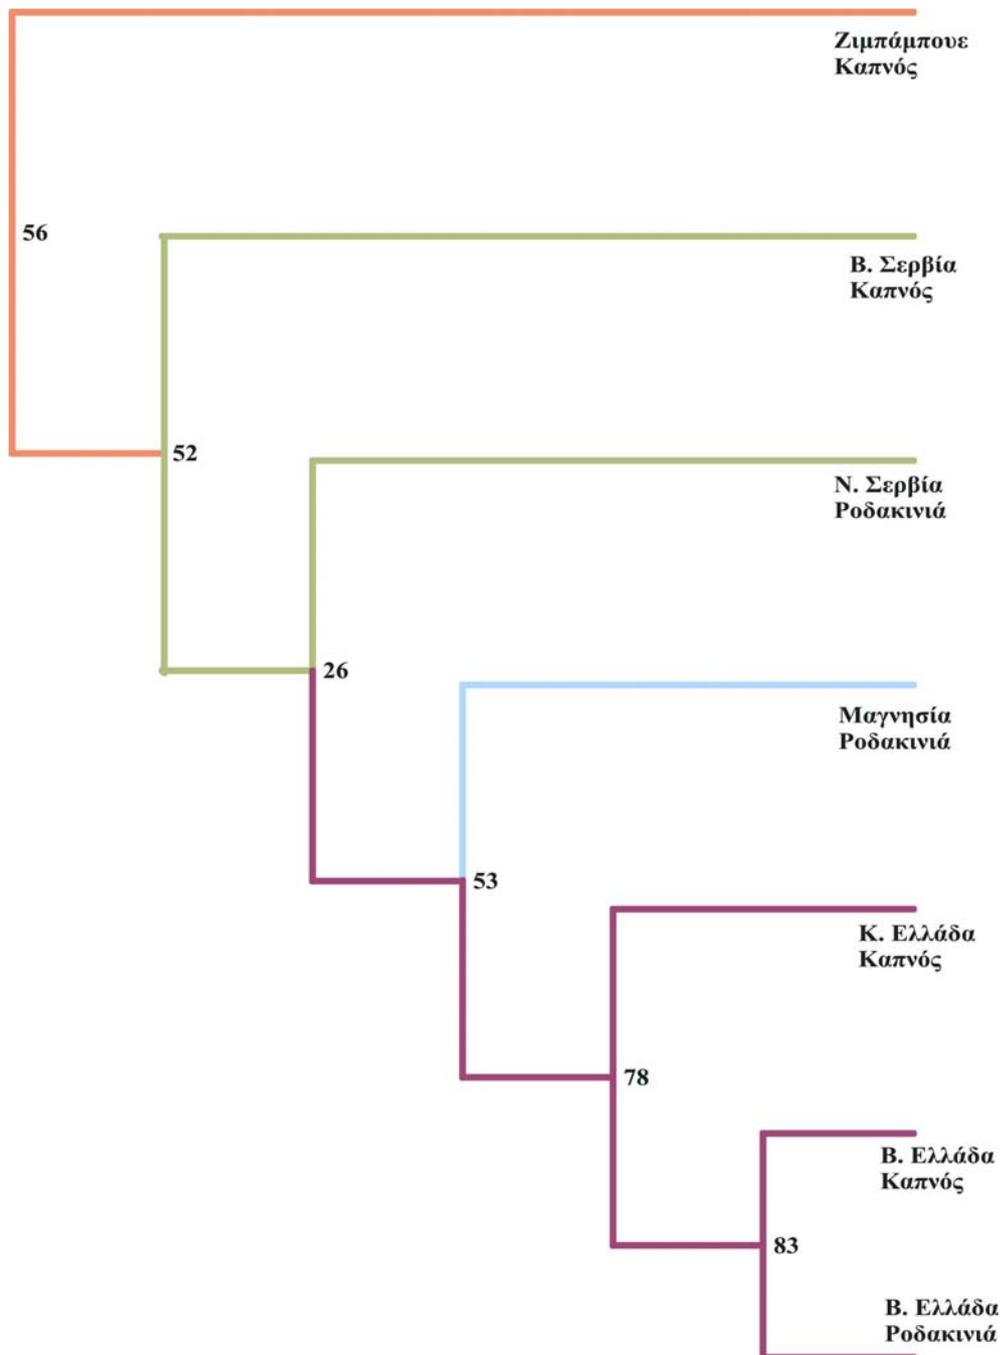 Ζιμπάμπουε
Καπνός
56
Β. Σερβία
Καπνός
52
Ν. Σερβία
Ροδακινιά
26
Μαγνησία
Ροδακινιά
53
Κ. Ελλάδα
Καπνός
78
Β. Ελλάδα
Καπνός
83
Β. Ελλάδα
Ροδακινιά